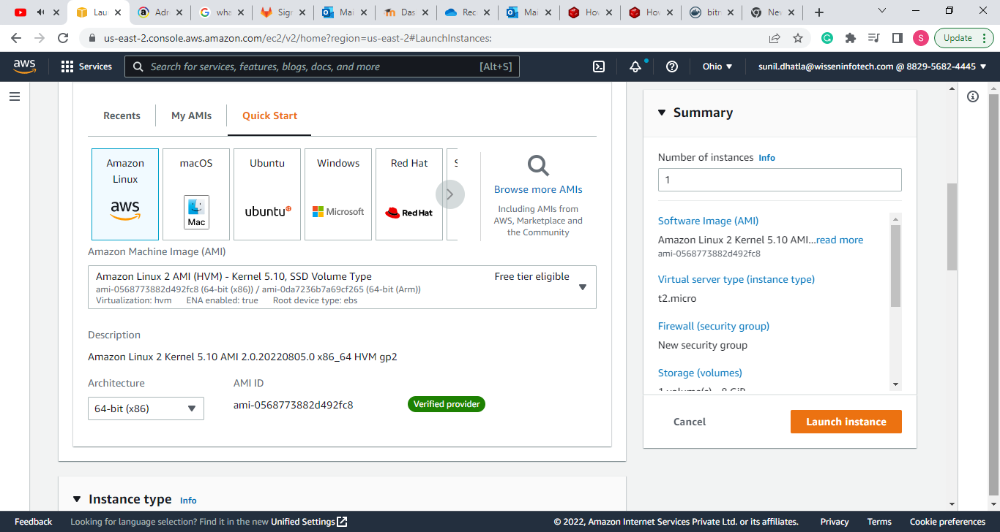 Lau
Adr
wha
Sigr
Mai
Das
Rec
Mai
Hov
Hov
bitr
Nev
us-east-2.console.aws.amazon.com/ec2/v2/home?region=us-east-2#LaunchInstances:
S
Update
aws
Services
Search for services, features, blogs, docs, and more
[Alt+S]
Ohio
sunil.dhatla@wisseninfotech.com @ 8829-5682-4445
Recents
My AMIs
Quick Start
Amazon
Linux
aws
macOS
Mac
Ubuntu
ubuntu
Windows
Microsoft
Red Hat
Red Hat
S
Browse more AMIs
Including AMIs from
AWS, Marketplace and
the Community
Amazon Machine Image (AMI)
Amazon Linux 2 AMI (HVM) - Kernel 5.10, SSD Volume Type
Free tier eligible
ami-0568773882d492fc8 (64-bit (x86)) / ami-0da7236b7a69cf265 (64-bit (Arm))
Virtualization: hvm ENA enabled: true Root device type: ebs
Description
Amazon Linux 2 Kernel 5.10 AMI 2.0.20220805.0 x86_64 HVM gp2
Architecture
AMI ID
64-bit (x86)
ami-0568773882d492fc8
Verified provider
Instance type Info
Summary
Number of instances Info
1
Software Image (AMI)
Amazon Linux 2 Kernel 5.10 AMI...read more
ami-0568773882d492fc8
Virtual server type (instance type)
t2.micro
Firewall (security group)
New security group
Storage (volumes)
1 volume(s) - 8 GiB
Cancel
Launch instance
Feedback
Looking for language selection? Find it in the new Unified Settings
© 2022, Amazon Internet Services Private Ltd. or its affiliates.
Privacy
Terms
Cookie preferences